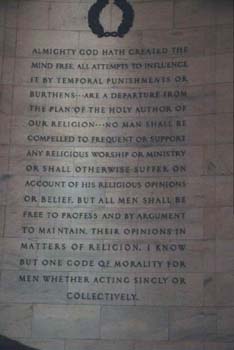 ALMIGHTY GOD HATH CREATED THE
MIND FREE. ALL ATTEMPTS TO INFLUENCE
IT BY TEMPORAL PUNISHMENTS OR
BURTHENS···ARE A DEPARTURE FROM
THE PLAN OF THE HOLY AUTHOR OF
OUR RELIGION···NO MAN SHALL BE
COMPELLED TO FREQUENT OR SUPPORT
ANY RELIGIOUS WORSHIP OR MINISTRY
OR SHALL OTHERWISE SUFFER ON
ACCOUNT OF HIS RELIGIOUS OPINIONS
OR BELIEF, BUT ALL MEN SHALL BE
FREE TO PROFESS AND BY ARGUMENT
TO MAINTAIN, THEIR OPINIONS IN
MATTERS OF RELIGION. I KNOW
BUT ONE CODE OF MORALITY FOR
MEN WHETHER ACTING SINGLY OR
COLLECTIVELY.